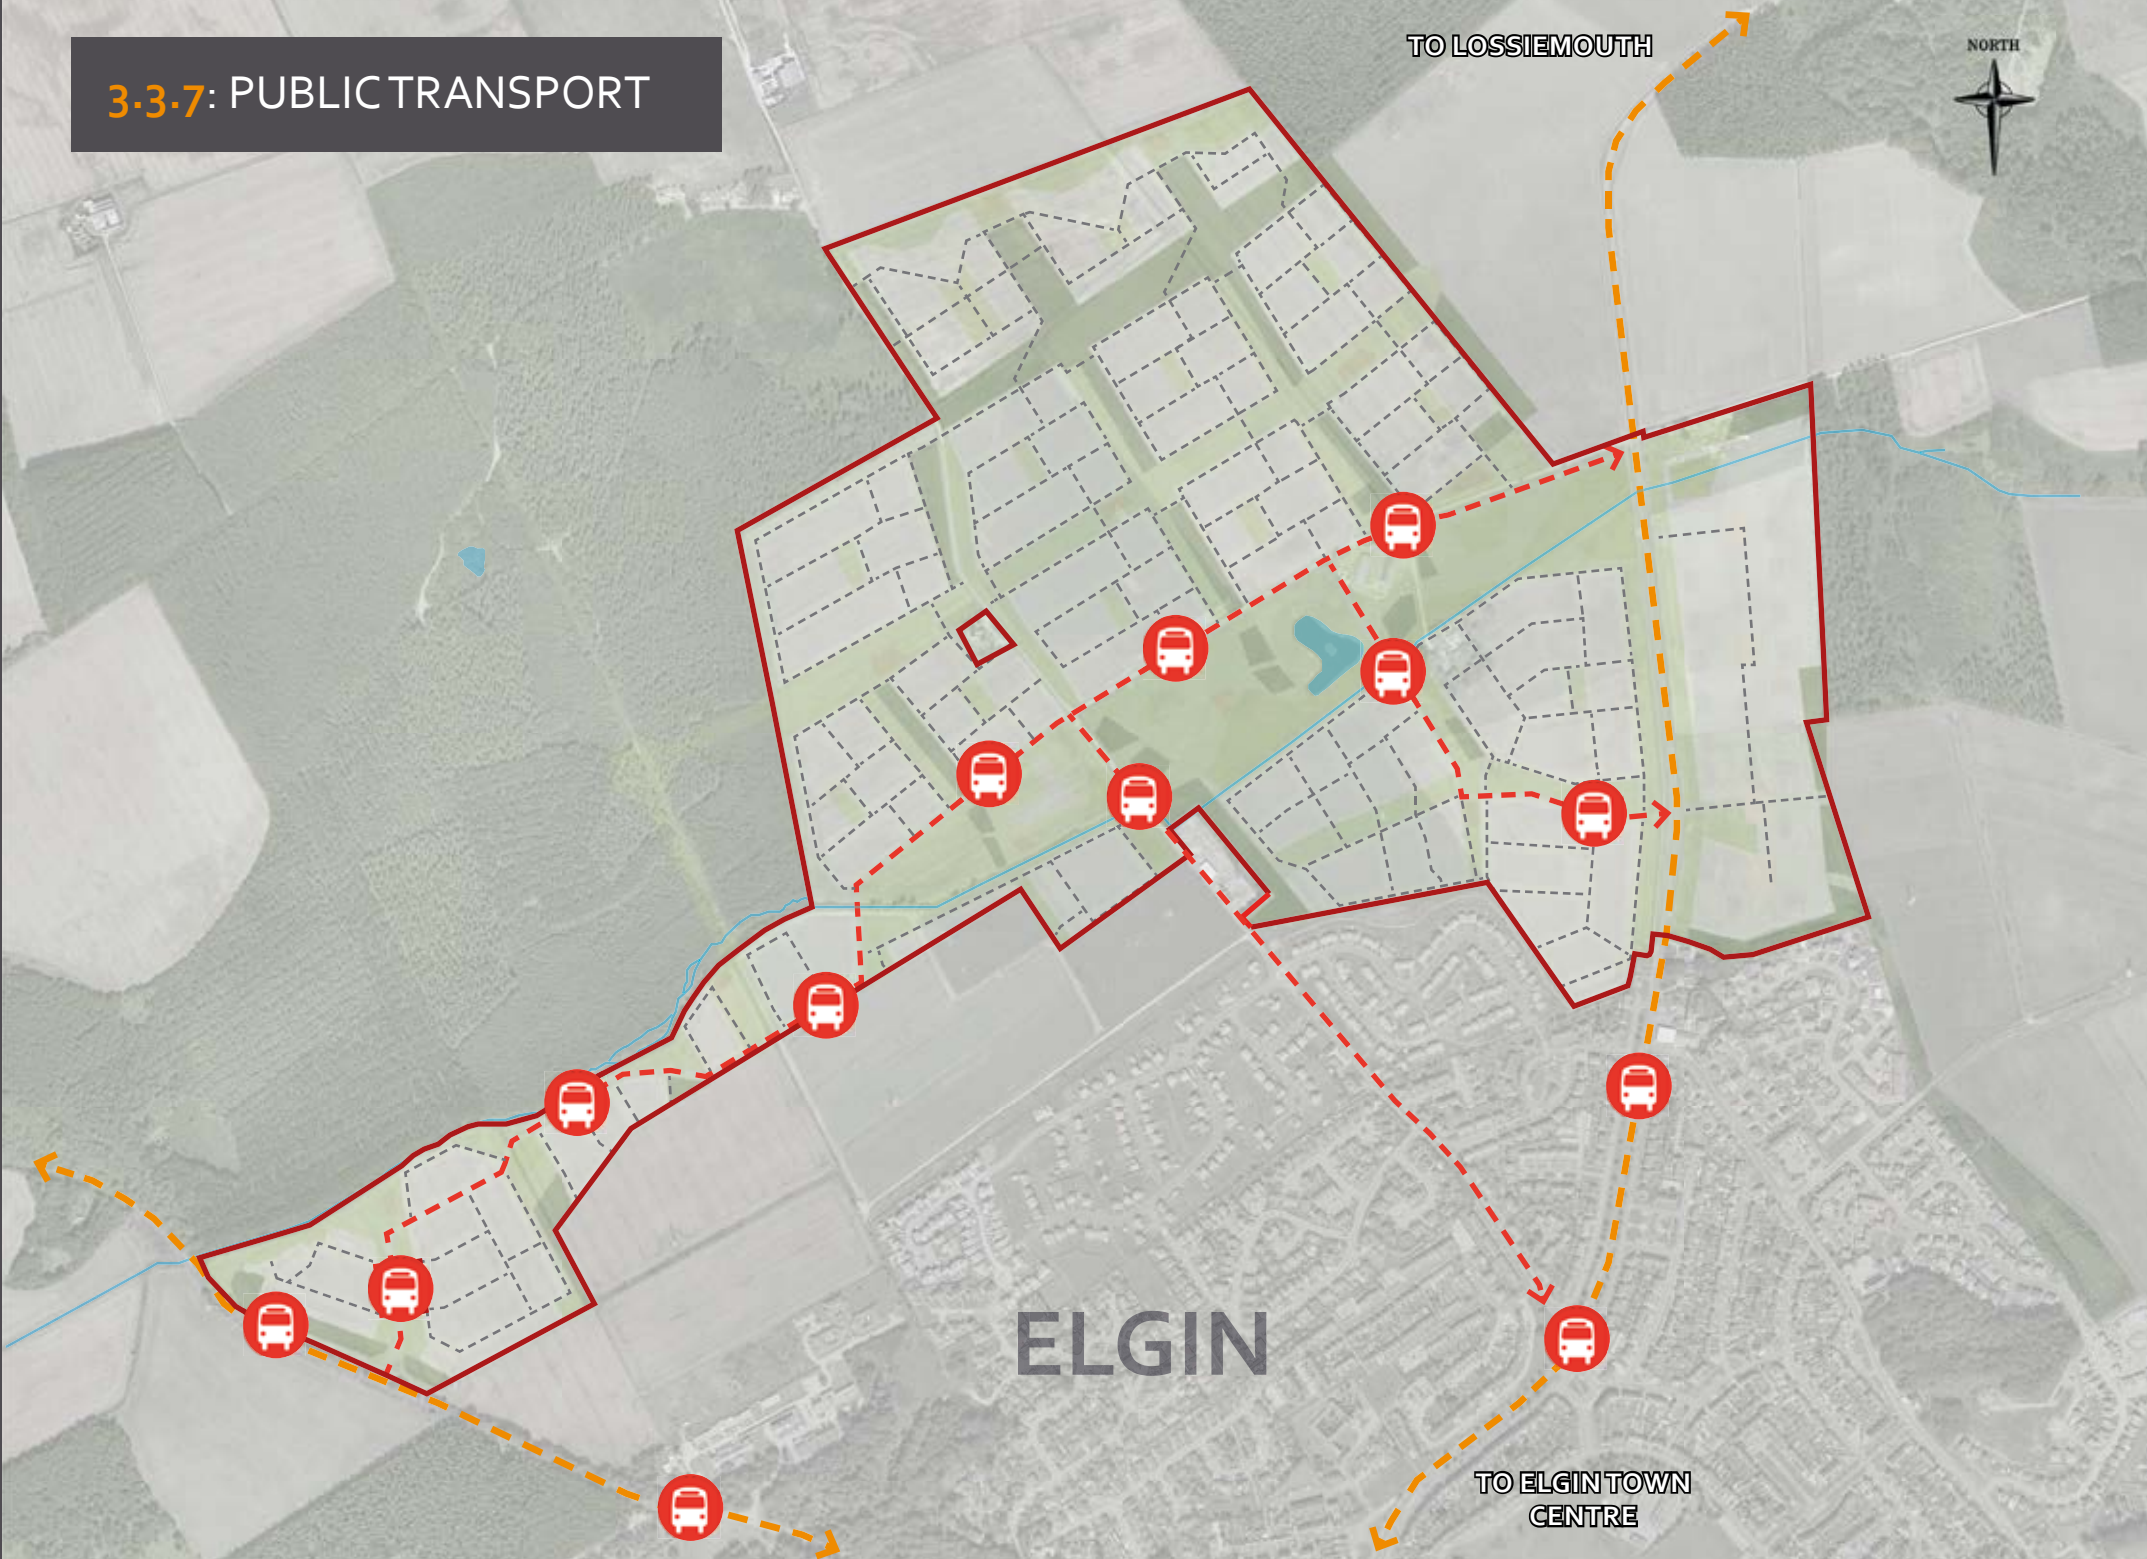 3.3.7: PUBLIC TRANSPORT
TO LOSSIEMOUTH
NORTH
ELGIN
TO ELGIN TOWN
CENTRE